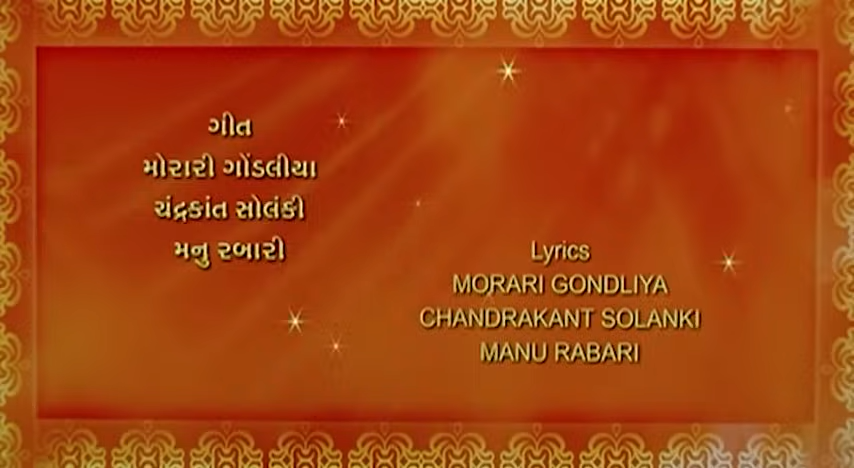 ગીત
મોરારી ગોંડલીયા
ચંદ્રકાંત સોલંકી
મનુ રબારી
Lyrics
MORARI GONDLIYA
CHANDRAKANT SOLANKI
MANU RABARI